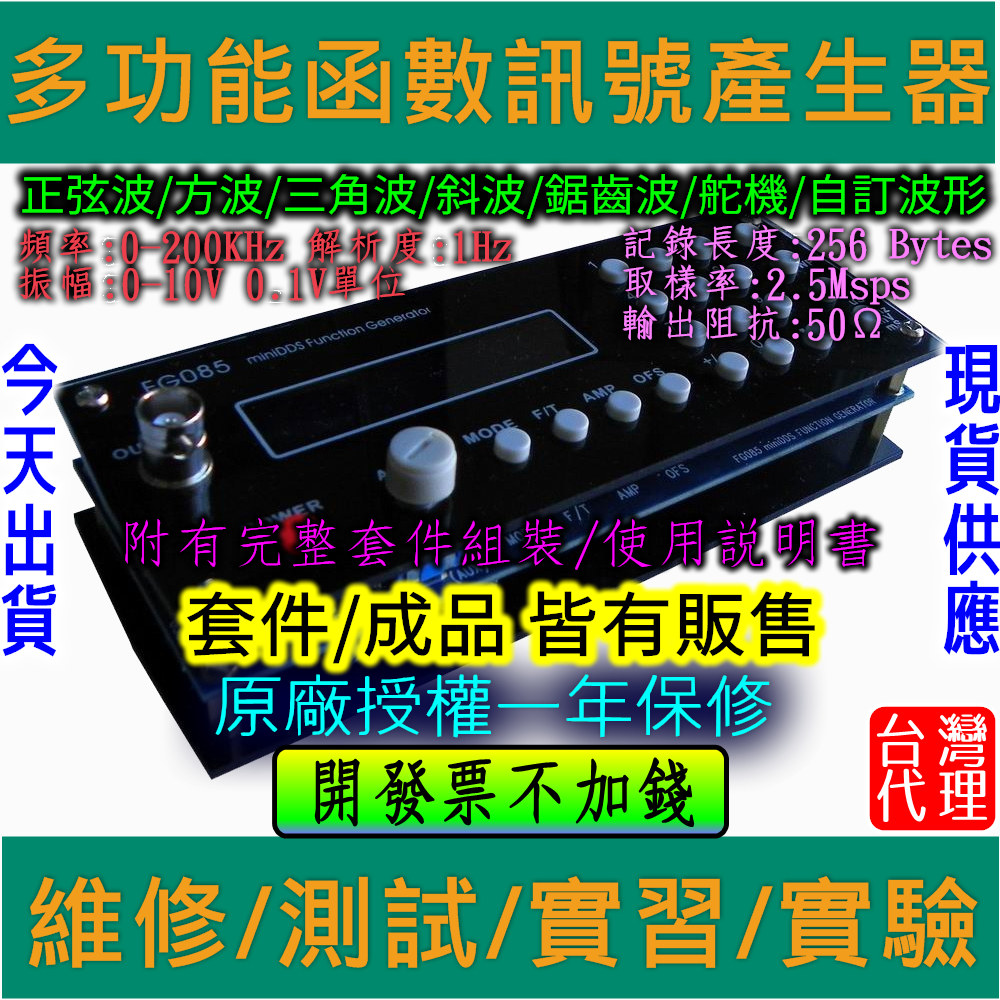 多功能函數訊號產生器
正弦波/方波/三角波/斜波/鋸齒波/舵機/自訂波形
頻率:0-200KHz 解析度:1Hz
振幅:0-10V 0.1V單位
記錄長度:256 Bytes
取樣率:2.5Msps
輸出阻抗:50Ω
今天出貨
現貨供應
FG085 miniDDS Function Generator
MODE F/T AMP OFS
FG085 miniDDS FUNCTION GENERATOR
F/T AMP OFS
附有完整套件組裝/使用說明書
套件/成品 皆有販售
原廠授權一年保修
開發票不加錢
台灣
代理
維修/測試/實習/實驗